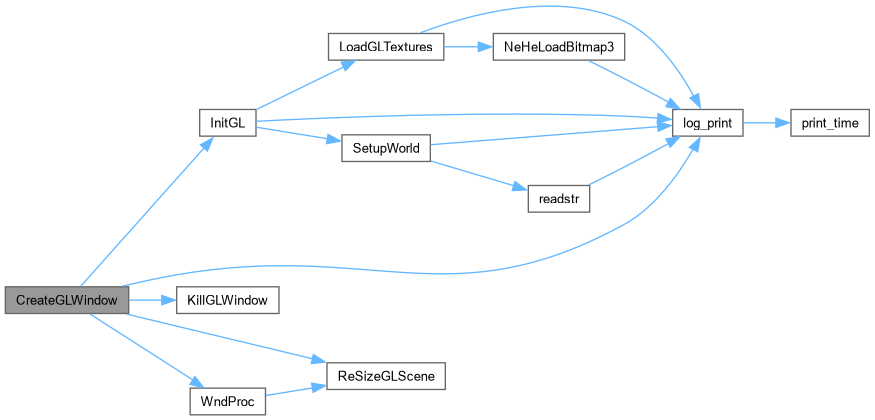 LoadGLTextures
NeHeLoadBitmap3
InitGL
log_print
print_time
SetupWorld
readstr
CreateGLWindow
KillGLWindow
ReSizeGLScene
WndProc